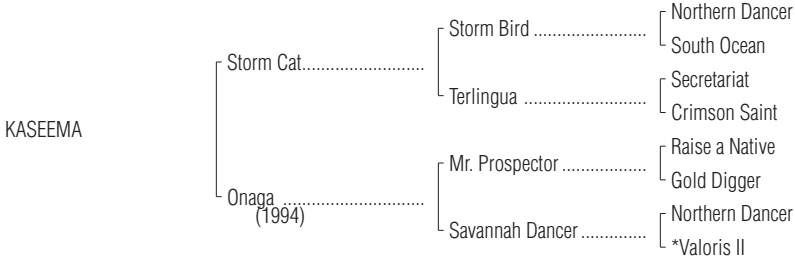 Northern Dancer
Storm Bird ........................
South Ocean
Storm Cat..........................
Secretariat
Terlingua ..........................
Crimson Saint
KASEEMA
Raise a Native
Mr. Prospector ..................
Gold Digger
Onaga ..............................
(1994)
Northern Dancer
Savannah Dancer ..............
*Valoris II